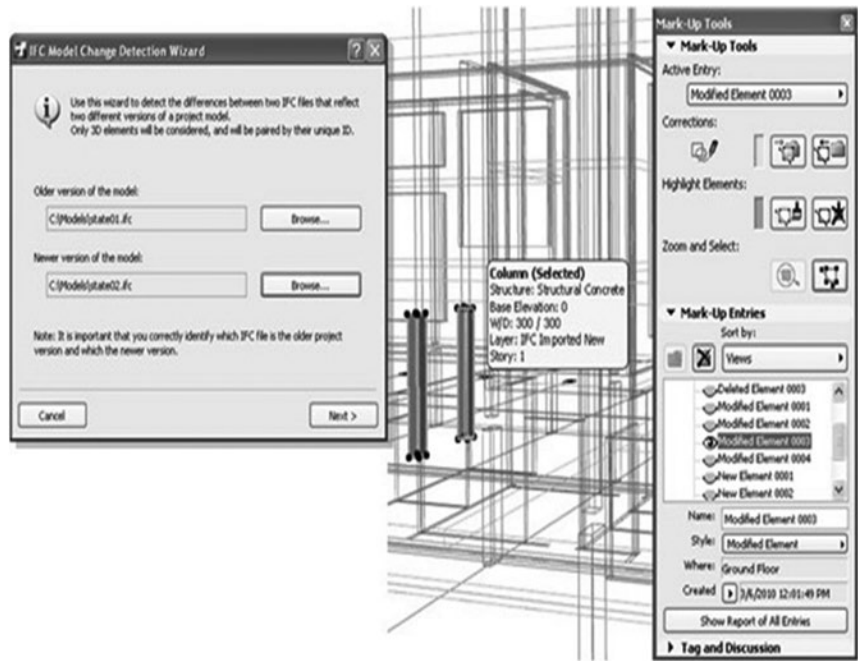 IFC Model Change Detection Wizard
Use this wizard to detect the differences between two IFC files that reflect
two different versions of a project model.
Only 3D elements will be considered, and will be paired by their unique ID.
Older version of the model:
C:\Models\state01.ifc
Browse...
Newer version of the model:
C:\Models\state02.ifc
Browse...
Note: It is important that you correctly identify which IFC file is the older project
version and which the newer version.
Cancel
Next >
Column (Selected)
Structure: Structural Concrete
Base Elevation: 0
W/D: 300 / 300
Layer: IFC Imported New
Story: 1
Mark-Up Tools
Mark-Up Tools
Active Entry:
Modified Element 0003
Corrections:
Highlight Elements:
Zoom and Select:
Mark-Up Entries
Sort by:
Views
Deleted Element 0003
Modified Element 0001
Modified Element 0002
Modified Element 0003
Modified Element 0004
New Element 0001
New Element 0002
Name: Modified Element 0003
Style: Modified Element
Where: Ground Floor
Created 3/6/2010 12:01:49 PM
Show Report of All Entries
Tag and Discussion